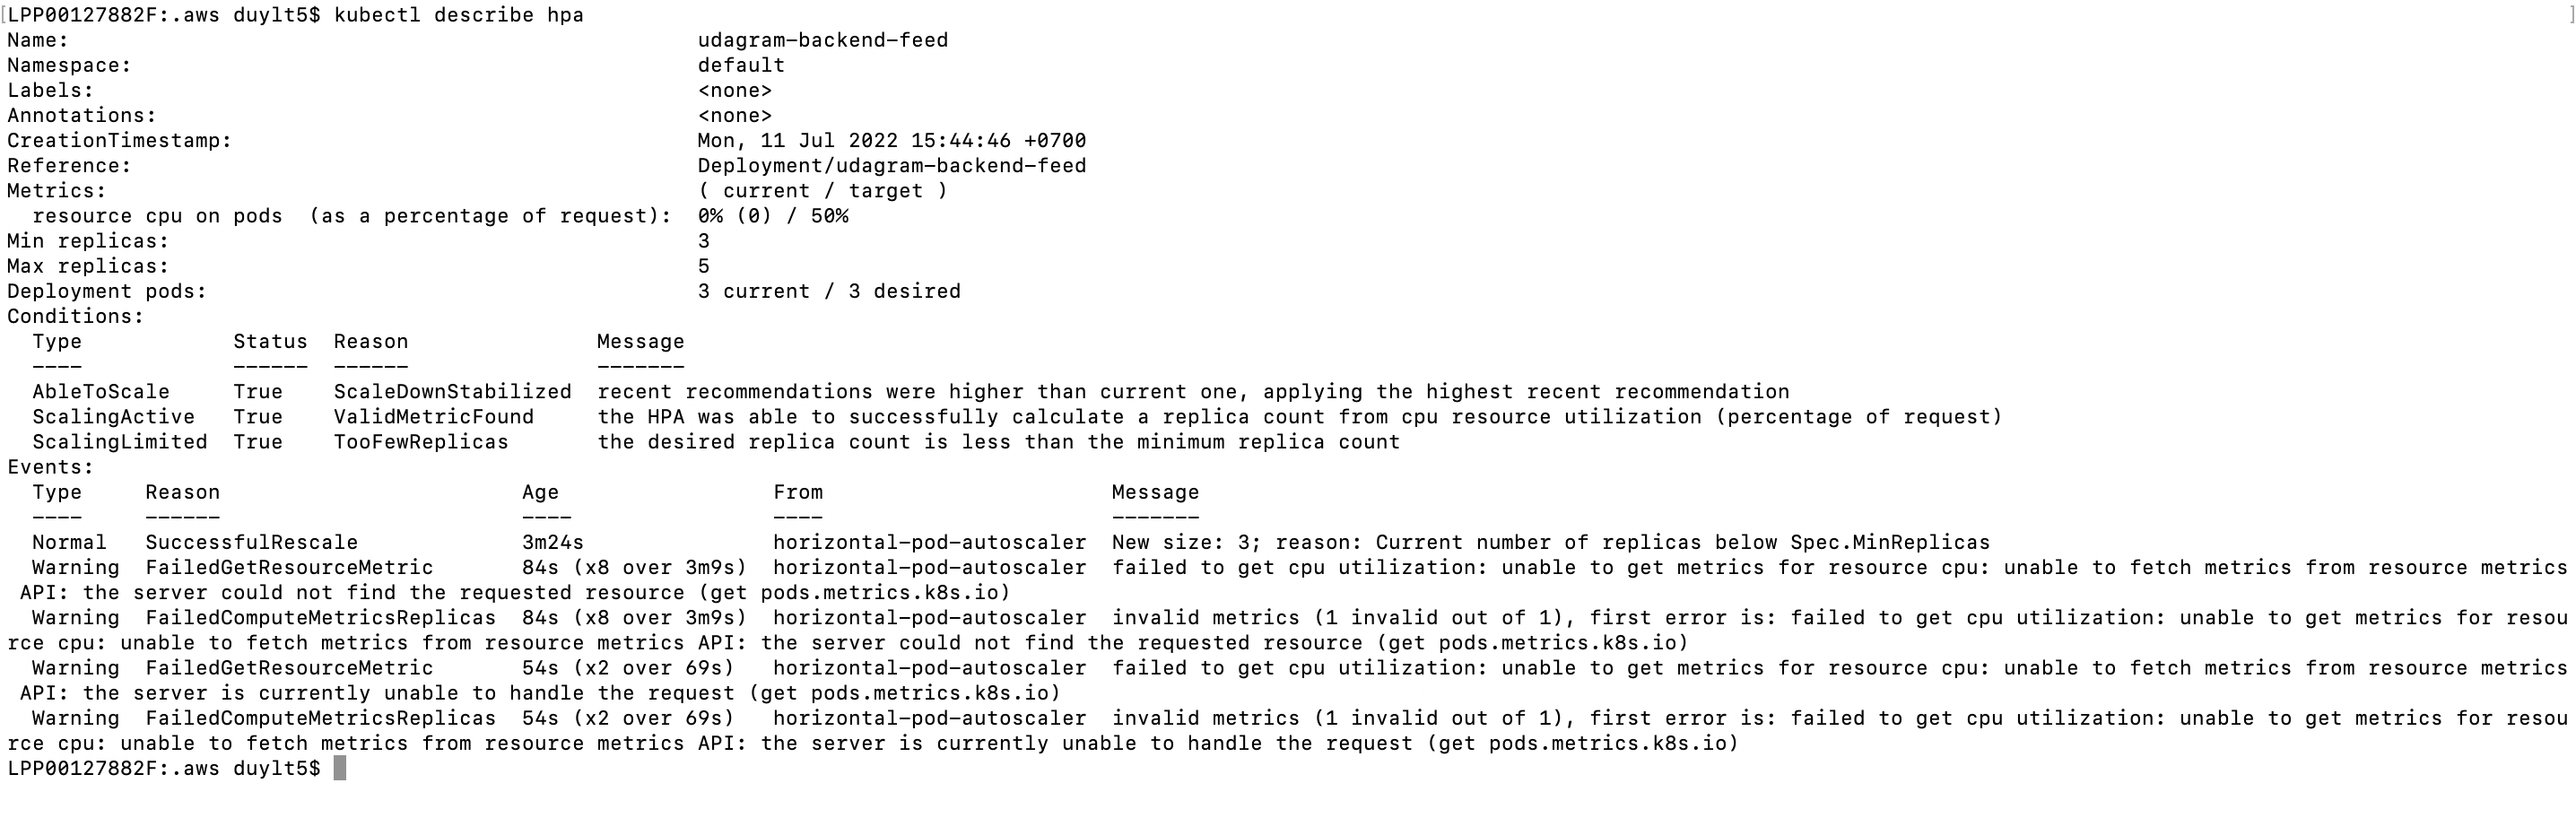 [LPP00127882F:.aws duylt5$ kubectl describe hpa ]
Name: udagram-backend-feed
Namespace: default
Labels: <none>
Annotations: <none>
CreationTimestamp: Mon, 11 Jul 2022 15:44:46 +0700
Reference: Deployment/udagram-backend-feed
Metrics: ( current / target )
  resource cpu on pods  (as a percentage of request): 0% (0) / 50%
Min replicas: 3
Max replicas: 5
Deployment pods: 3 current / 3 desired
Conditions:
  Type            Status  Reason               Message
  ----            ------  ------               -------
  AbleToScale     True    ScaleDownStabilized  recent recommendations were higher than current one, applying the highest recent recommendation
  ScalingActive   True    ValidMetricFound     the HPA was able to successfully calculate a replica count from cpu resource utilization (percentage of request)
  ScalingLimited  True    TooFewReplicas       the desired replica count is less than the minimum replica count
Events:
  Type     Reason                        Age                 From                       Message
  ----     ------                        ----                ----                       -------
  Normal   SuccessfulRescale             3m24s               horizontal-pod-autoscaler  New size: 3; reason: Current number of replicas below Spec.MinReplicas
  Warning  FailedGetResourceMetric       84s (x8 over 3m9s)  horizontal-pod-autoscaler  failed to get cpu utilization: unable to get metrics for resource cpu: unable to fetch metrics from resource metrics
 API: the server could not find the requested resource (get pods.metrics.k8s.io)
  Warning  FailedComputeMetricsReplicas  84s (x8 over 3m9s)  horizontal-pod-autoscaler  invalid metrics (1 invalid out of 1), first error is: failed to get cpu utilization: unable to get metrics for resou
rce cpu: unable to fetch metrics from resource metrics API: the server could not find the requested resource (get pods.metrics.k8s.io)
  Warning  FailedGetResourceMetric       54s (x2 over 69s)   horizontal-pod-autoscaler  failed to get cpu utilization: unable to get metrics for resource cpu: unable to fetch metrics from resource metrics
 API: the server is currently unable to handle the request (get pods.metrics.k8s.io)
  Warning  FailedComputeMetricsReplicas  54s (x2 over 69s)   horizontal-pod-autoscaler  invalid metrics (1 invalid out of 1), first error is: failed to get cpu utilization: unable to get metrics for resou
rce cpu: unable to fetch metrics from resource metrics API: the server is currently unable to handle the request (get pods.metrics.k8s.io)
LPP00127882F:.aws duylt5$